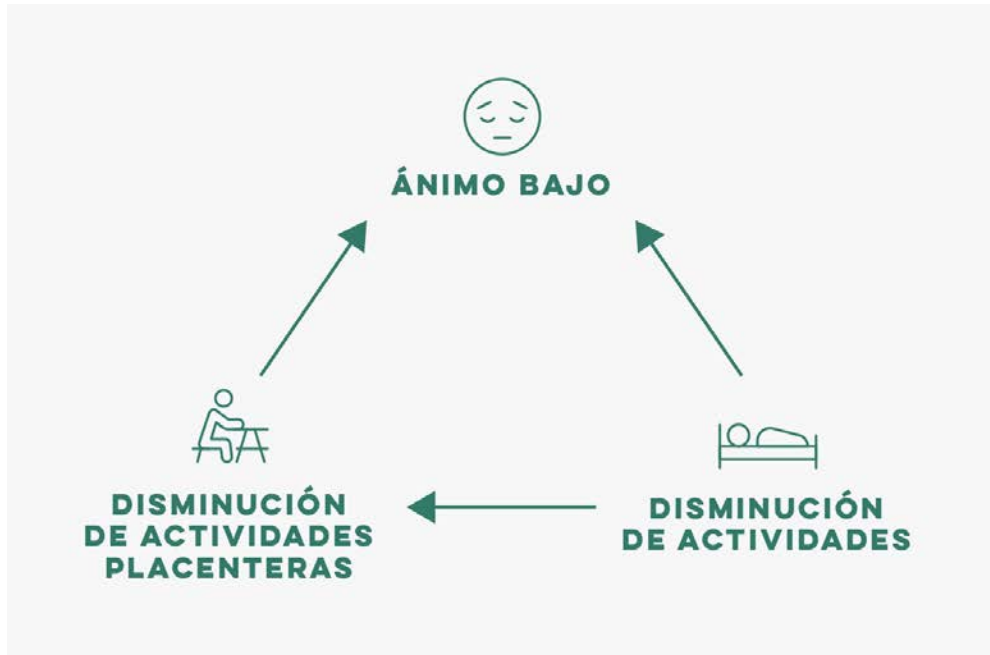 ÁNIMO BAJO
DISMINUCIÓN
DE ACTIVIDADES
PLACENTERAS
DISMINUCIÓN
DE ACTIVIDADES